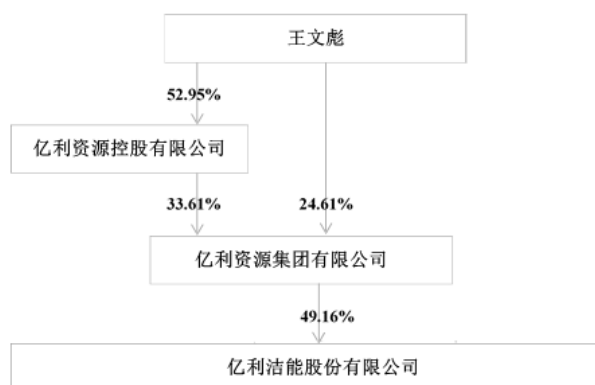 王文彪
52.95%
亿利资源控股有限公司
33.61%
24.61%
亿利资源集团有限公司
49.16%
亿利洁能股份有限公司